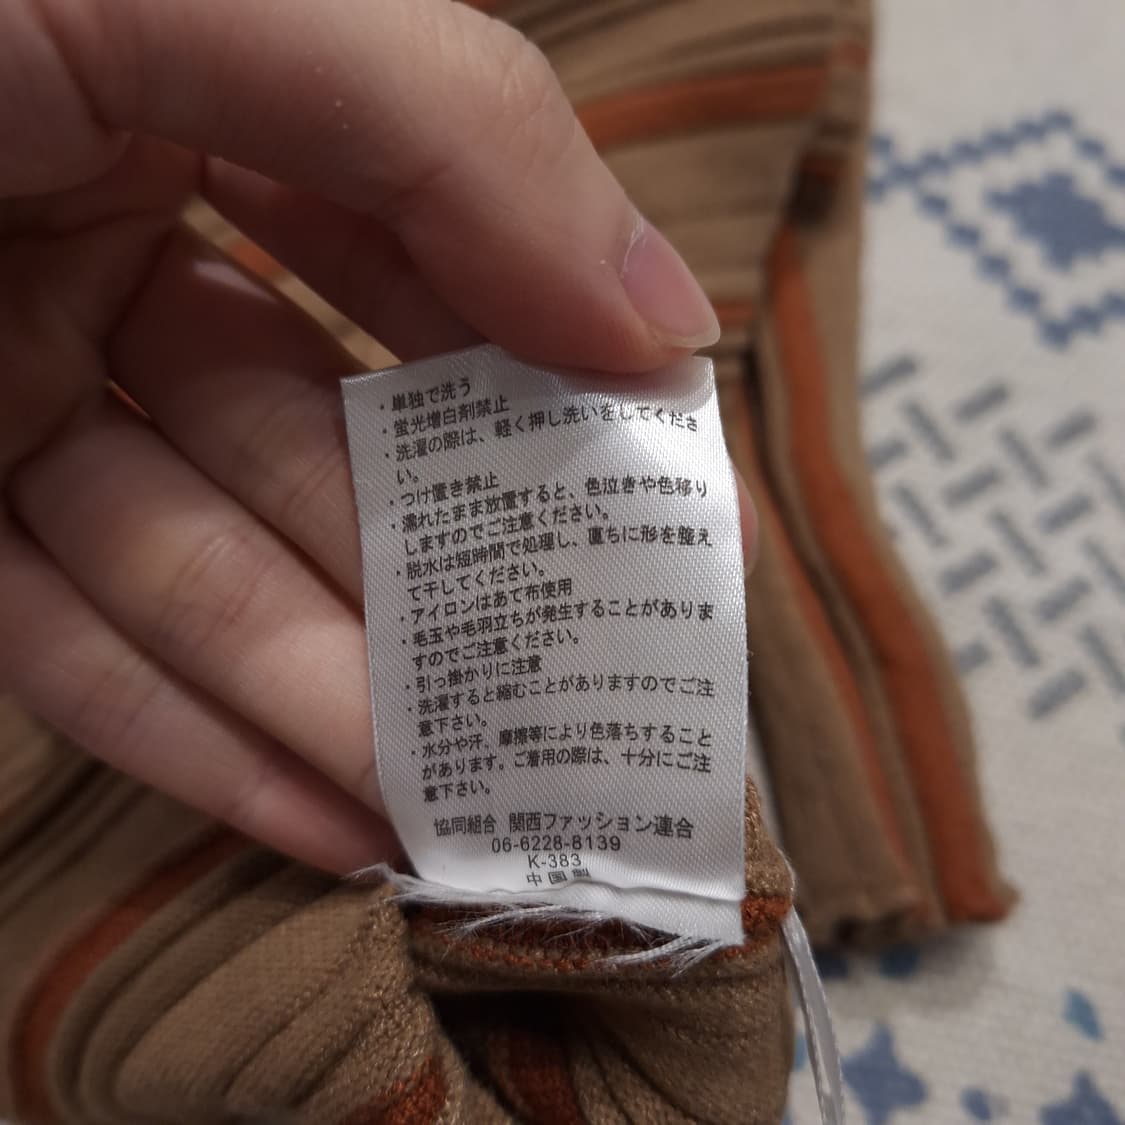 ・単独で洗う
・蛍光増白剤禁止
・洗濯の際は、軽く押し洗いをしてくださ
い。
・つけ置き禁止
・濡れたまま放置すると、色泣きや色移り
しますのでご注意ください。
・脱水は短時間で処理し、直ちに形を整え
て干してください。
・アイロンはあて布使用
・毛玉や毛羽立ちが発生することがありま
すのでご注意ください。
・引っ掛かりに注意
・洗濯すると縮むことがありますのでご注
意下さい。
・水分や汗、摩擦等により色落ちすること
があります。ご着用の際は、十分にご注
意下さい。
協同組合 関西ファッション連合
06-6228-8139
K-383
中国製